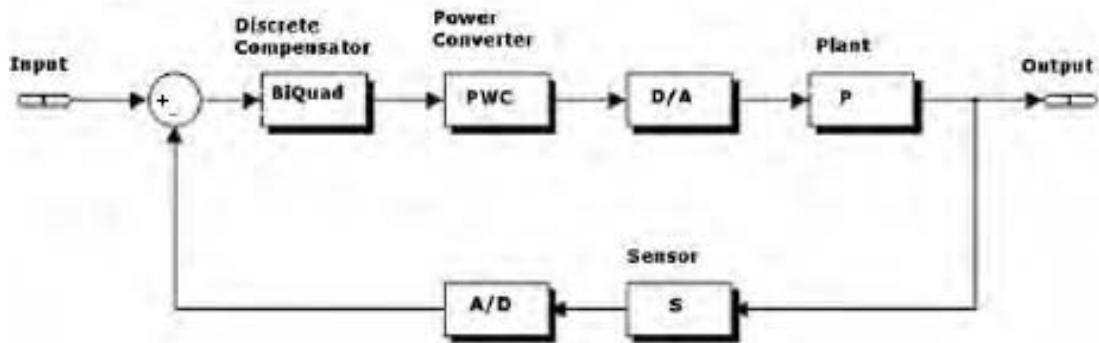 Discrete
Compensator
Power
Converter
Plant
Input
Output
+
-
BiQuad
PWC
D/A
P
Sensor
A/D
S